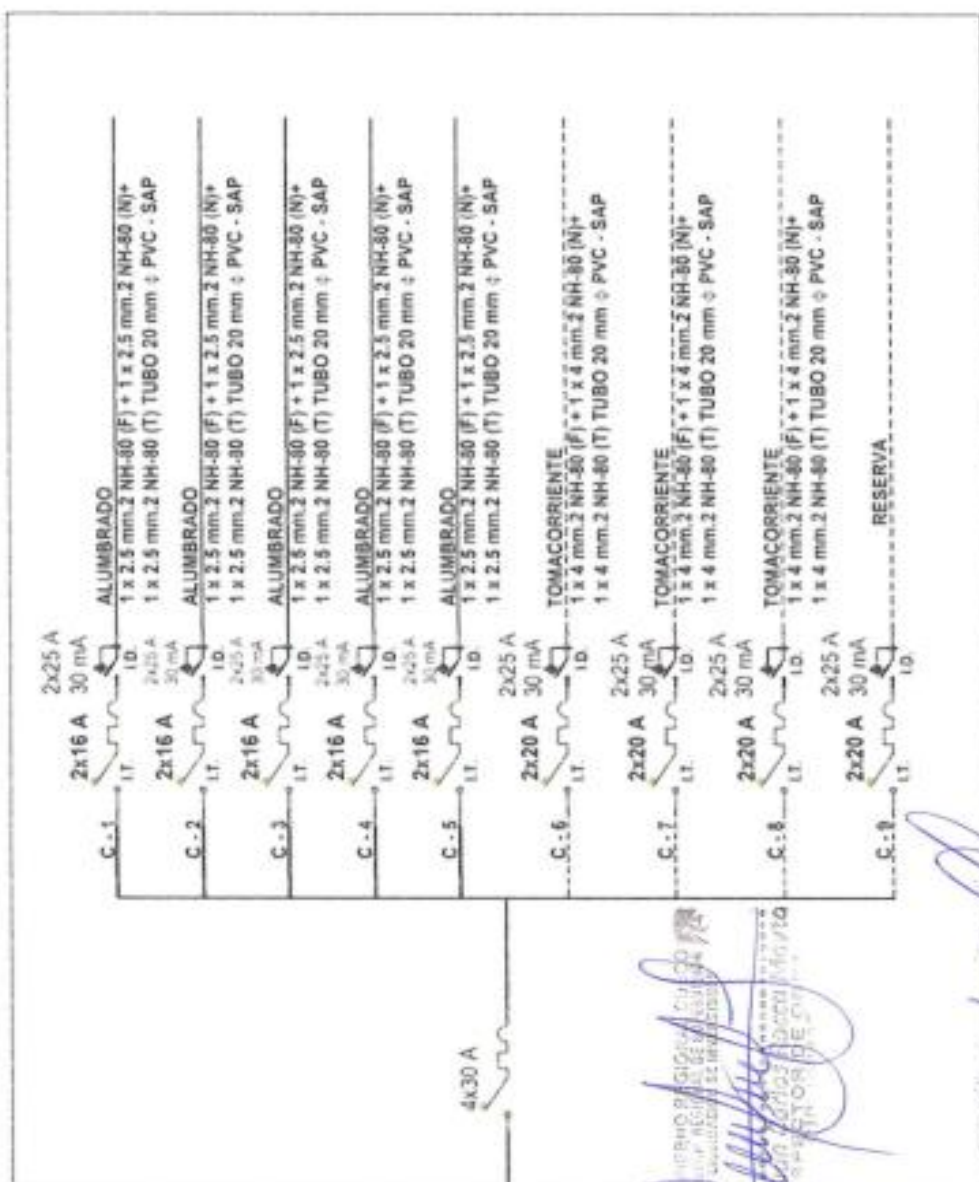 4x30 A
C - 1
2x16 A
I.T.
2x25 A
30 mA
I.D.
ALUMBRADO
1 x 2.5 mm.2 NH-80 (F) + 1 x 2.5 mm.2 NH-80 (N)+
1 x 2.5 mm.2 NH-80 (T) TUBO 20 mm ϕ PVC - SAP
C - 2
2x16 A
I.T.
2x25 A
30 mA
I.D.
ALUMBRADO
1 x 2.5 mm.2 NH-80 (F) + 1 x 2.5 mm.2 NH-80 (N)+
1 x 2.5 mm.2 NH-80 (T) TUBO 20 mm ϕ PVC - SAP
C - 3
2x16 A
I.T.
2x25 A
30 mA
I.D.
ALUMBRADO
1 x 2.5 mm.2 NH-80 (F) + 1 x 2.5 mm.2 NH-80 (N)+
1 x 2.5 mm.2 NH-80 (T) TUBO 20 mm ϕ PVC - SAP
C - 4
2x16 A
I.T.
2x25 A
30 mA
I.D.
ALUMBRADO
1 x 2.5 mm.2 NH-80 (F) + 1 x 2.5 mm.2 NH-80 (N)+
1 x 2.5 mm.2 NH-80 (T) TUBO 20 mm ϕ PVC - SAP
C - 5
2x16 A
I.T.
2x25 A
30 mA
I.D.
ALUMBRADO
1 x 2.5 mm.2 NH-80 (F) + 1 x 2.5 mm.2 NH-80 (N)+
1 x 2.5 mm.2 NH-80 (T) TUBO 20 mm ϕ PVC - SAP
C - 6
2x20 A
I.T.
2x25 A
30 mA
I.D.
TOMACORRIENTE
1 x 4 mm.2 NH-80 (F) + 1 x 4 mm.2 NH-80 (N)+
1 x 4 mm.2 NH-80 (T) TUBO 20 mm ϕ PVC - SAP
C - 7
2x20 A
I.T.
2x25 A
30 mA
I.D.
TOMACORRIENTE
1 x 4 mm.2 NH-80 (F) + 1 x 4 mm.2 NH-80 (N)+
1 x 4 mm.2 NH-80 (T) TUBO 20 mm ϕ PVC - SAP
C - 8
2x20 A
I.T.
2x25 A
30 mA
I.D.
TOMACORRIENTE
1 x 4 mm.2 NH-80 (F) + 1 x 4 mm.2 NH-80 (N)+
1 x 4 mm.2 NH-80 (T) TUBO 20 mm ϕ PVC - SAP
C - 9
2x20 A
I.T.
2x25 A
30 mA
I.D.
RESERVA